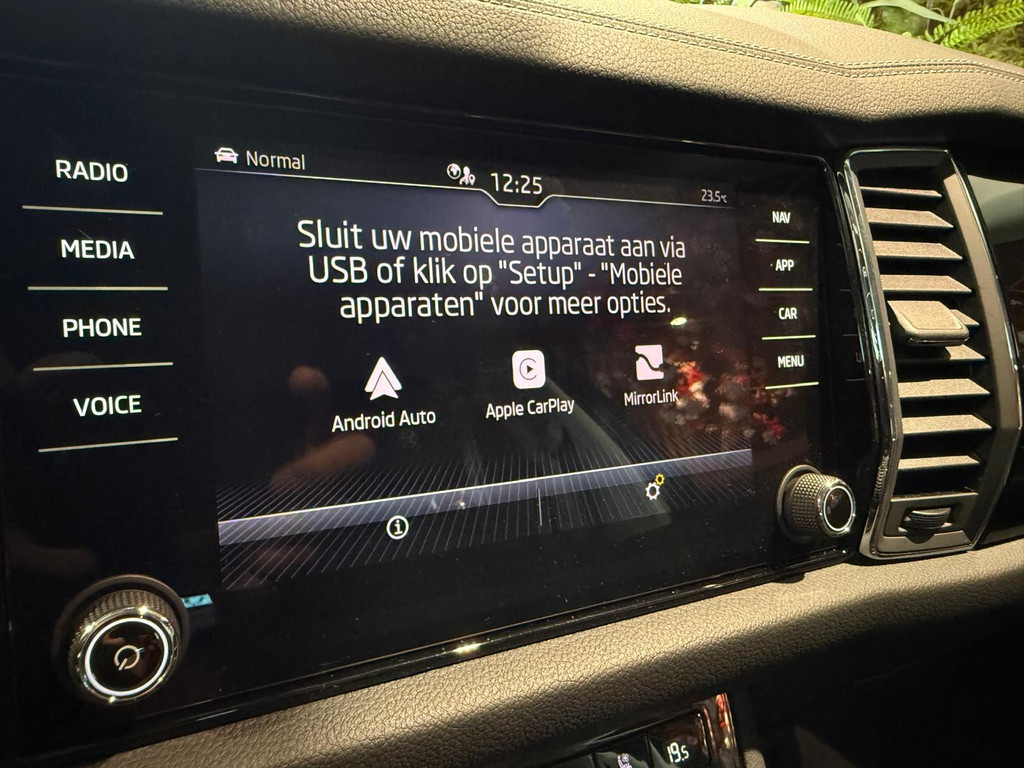 RADIO
MEDIA
PHONE
VOICE
Normal
12:25
23.5°C
Sluit uw mobiele apparaat aan via
USB of klik op "Setup" - "Mobiele
apparaten" voor meer opties.
Android Auto
Apple CarPlay
MirrorLink
NAV
APP
CAR
MENU
19.5